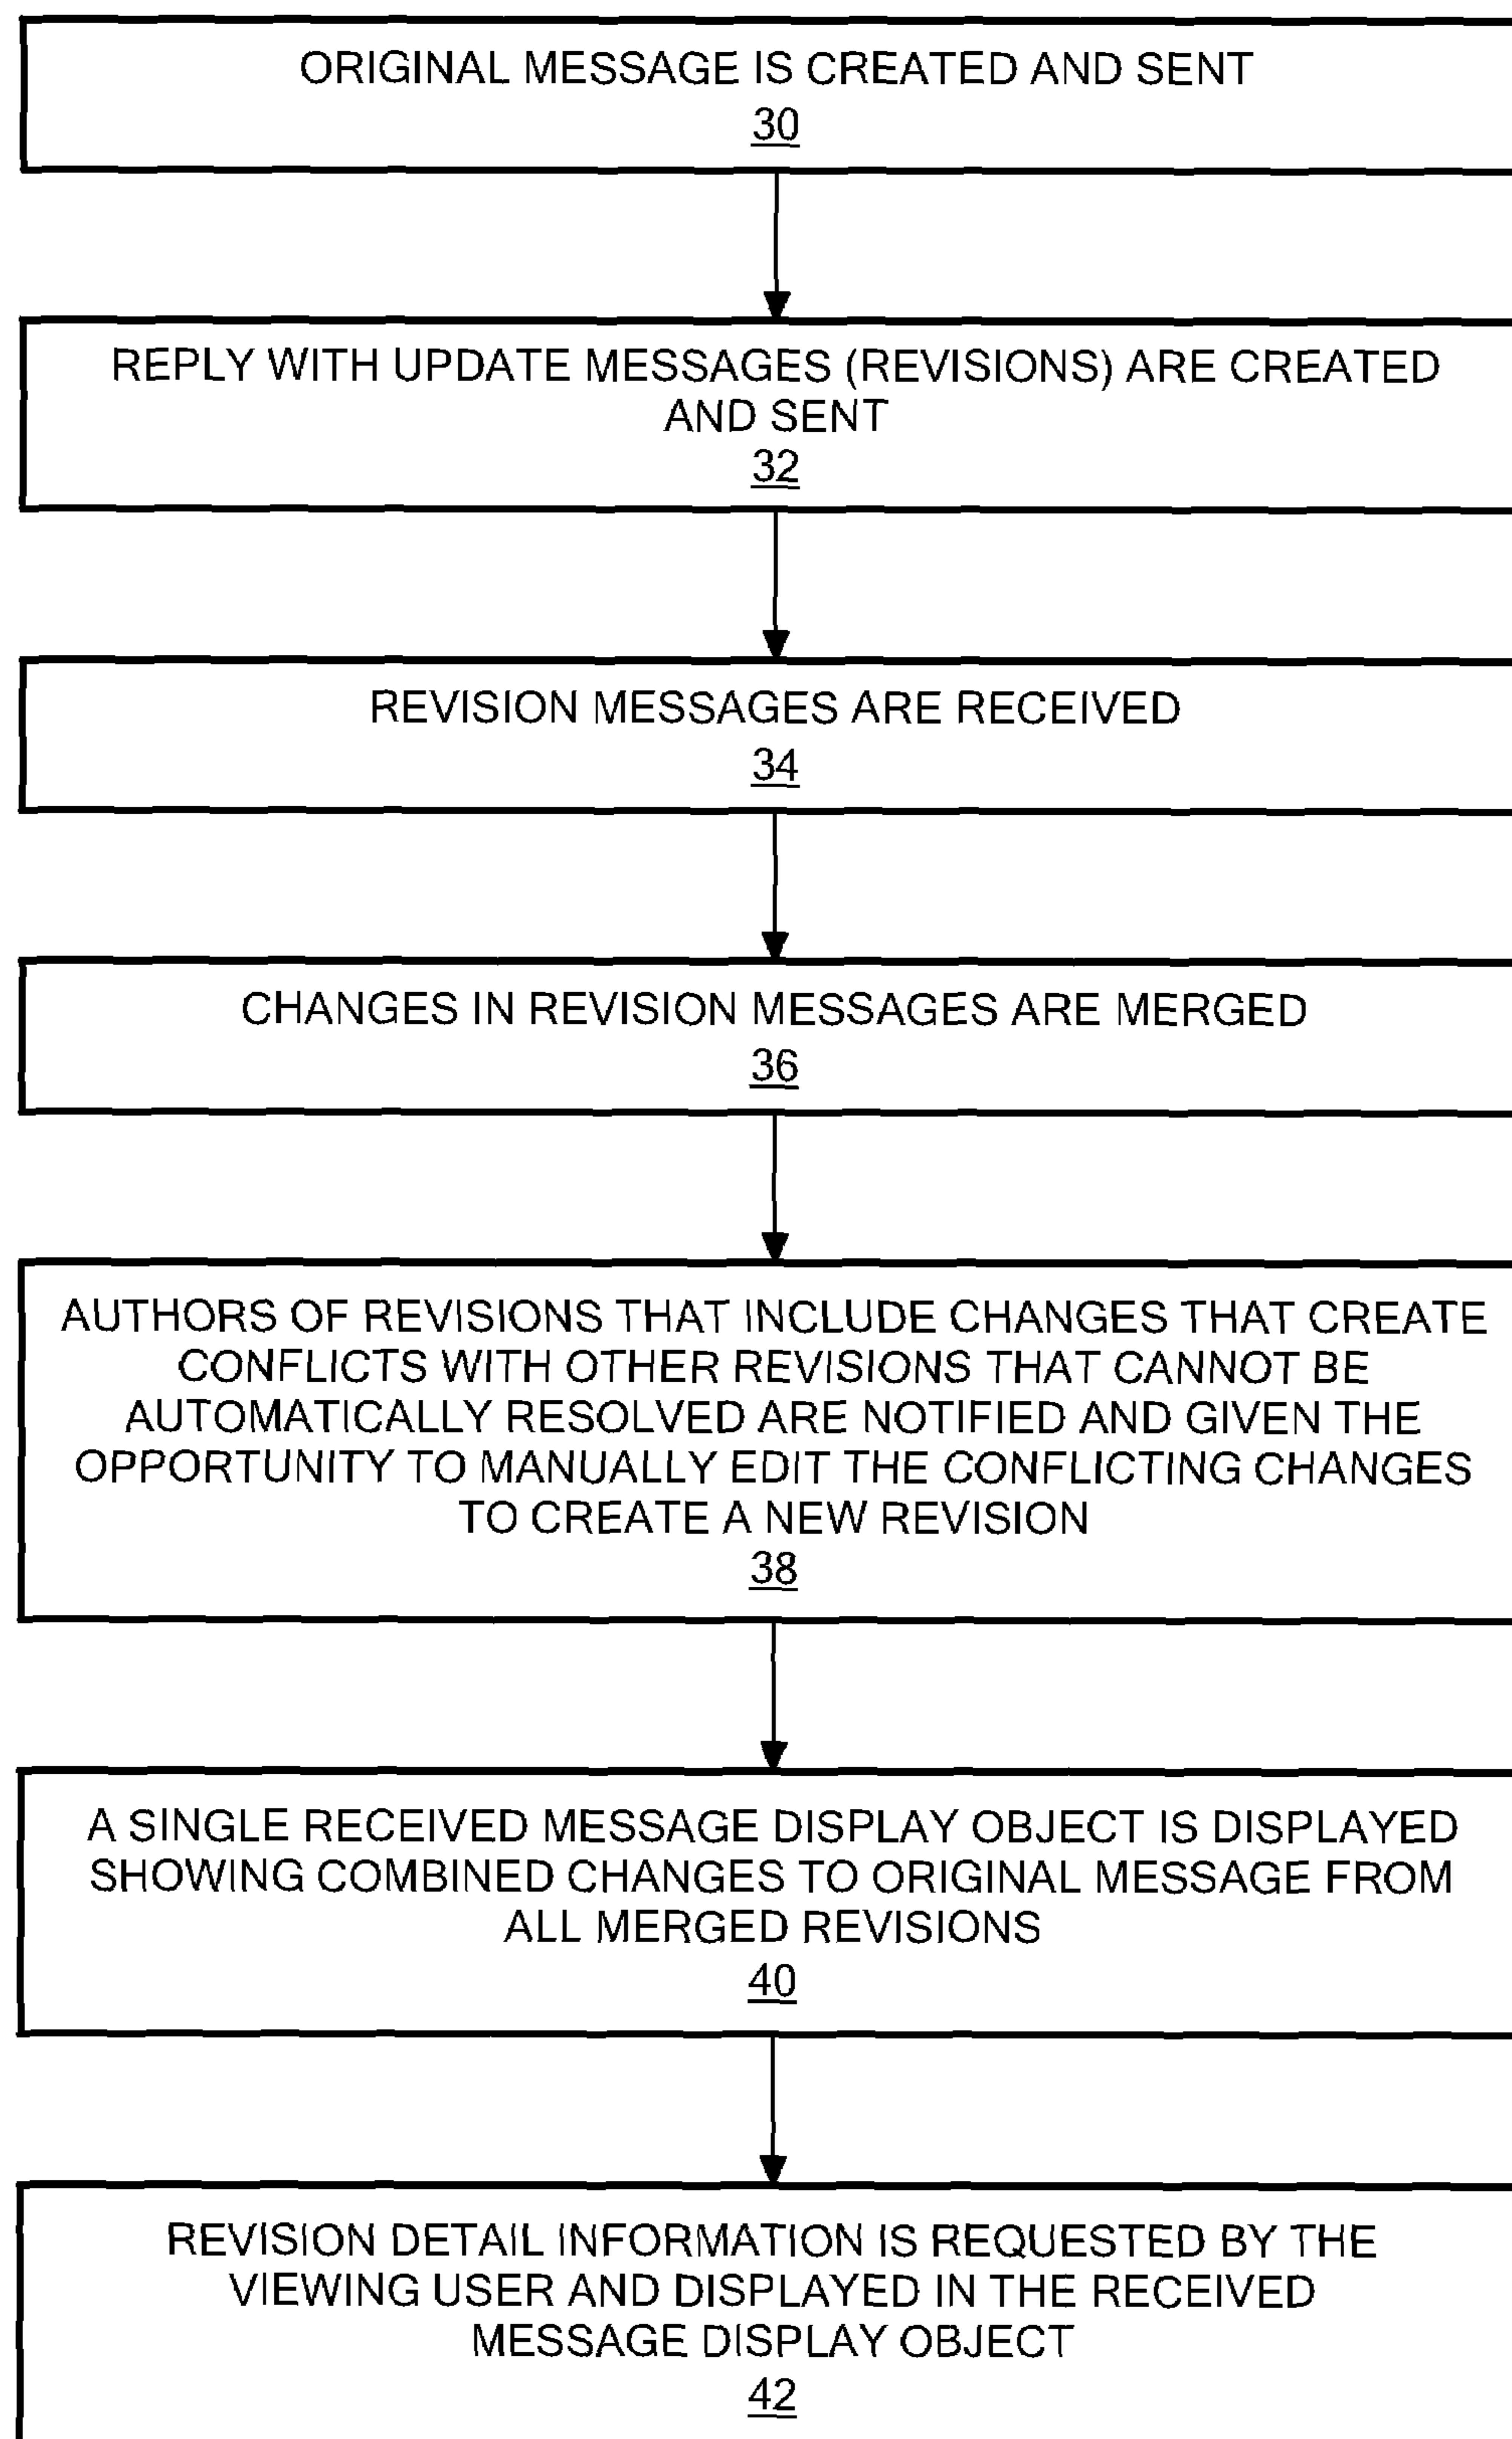 ORIGINAL MESSAGE IS CREATED AND SENT
30
REPLY WITH UPDATE MESSAGES (REVISIONS) ARE CREATED
AND SENT
32
REVISION MESSAGES ARE RECEIVED
34
CHANGES IN REVISION MESSAGES ARE MERGED
36
AUTHORS OF REVISIONS THAT INCLUDE CHANGES THAT CREATE
CONFLICTS WITH OTHER REVISIONS THAT CANNOT BE
AUTOMATICALLY RESOLVED ARE NOTIFIED AND GIVEN THE
OPPORTUNITY TO MANUALLY EDIT THE CONFLICTING CHANGES
TO CREATE A NEW REVISION
38
A SINGLE RECEIVED MESSAGE DISPLAY OBJECT IS DISPLAYED
SHOWING COMBINED CHANGES TO ORIGINAL MESSAGE FROM
ALL MERGED REVISIONS
40
REVISION DETAIL INFORMATION IS REQUESTED BY THE
VIEWING USER AND DISPLAYED IN THE RECEIVED
MESSAGE DISPLAY OBJECT
42